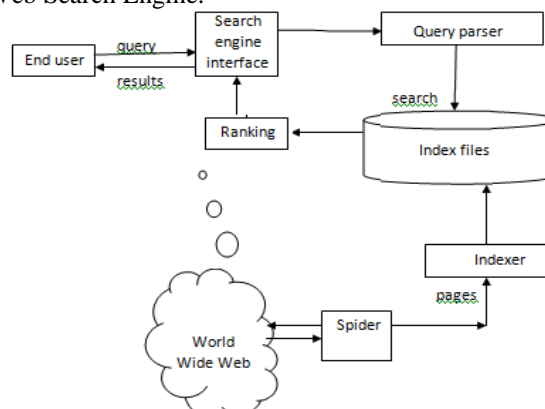 Web Search Engine.
End user
query
results
Search
engine
interface
Query parser
search
Ranking
Index files
Indexer
pages
Spider
World
Wide Web